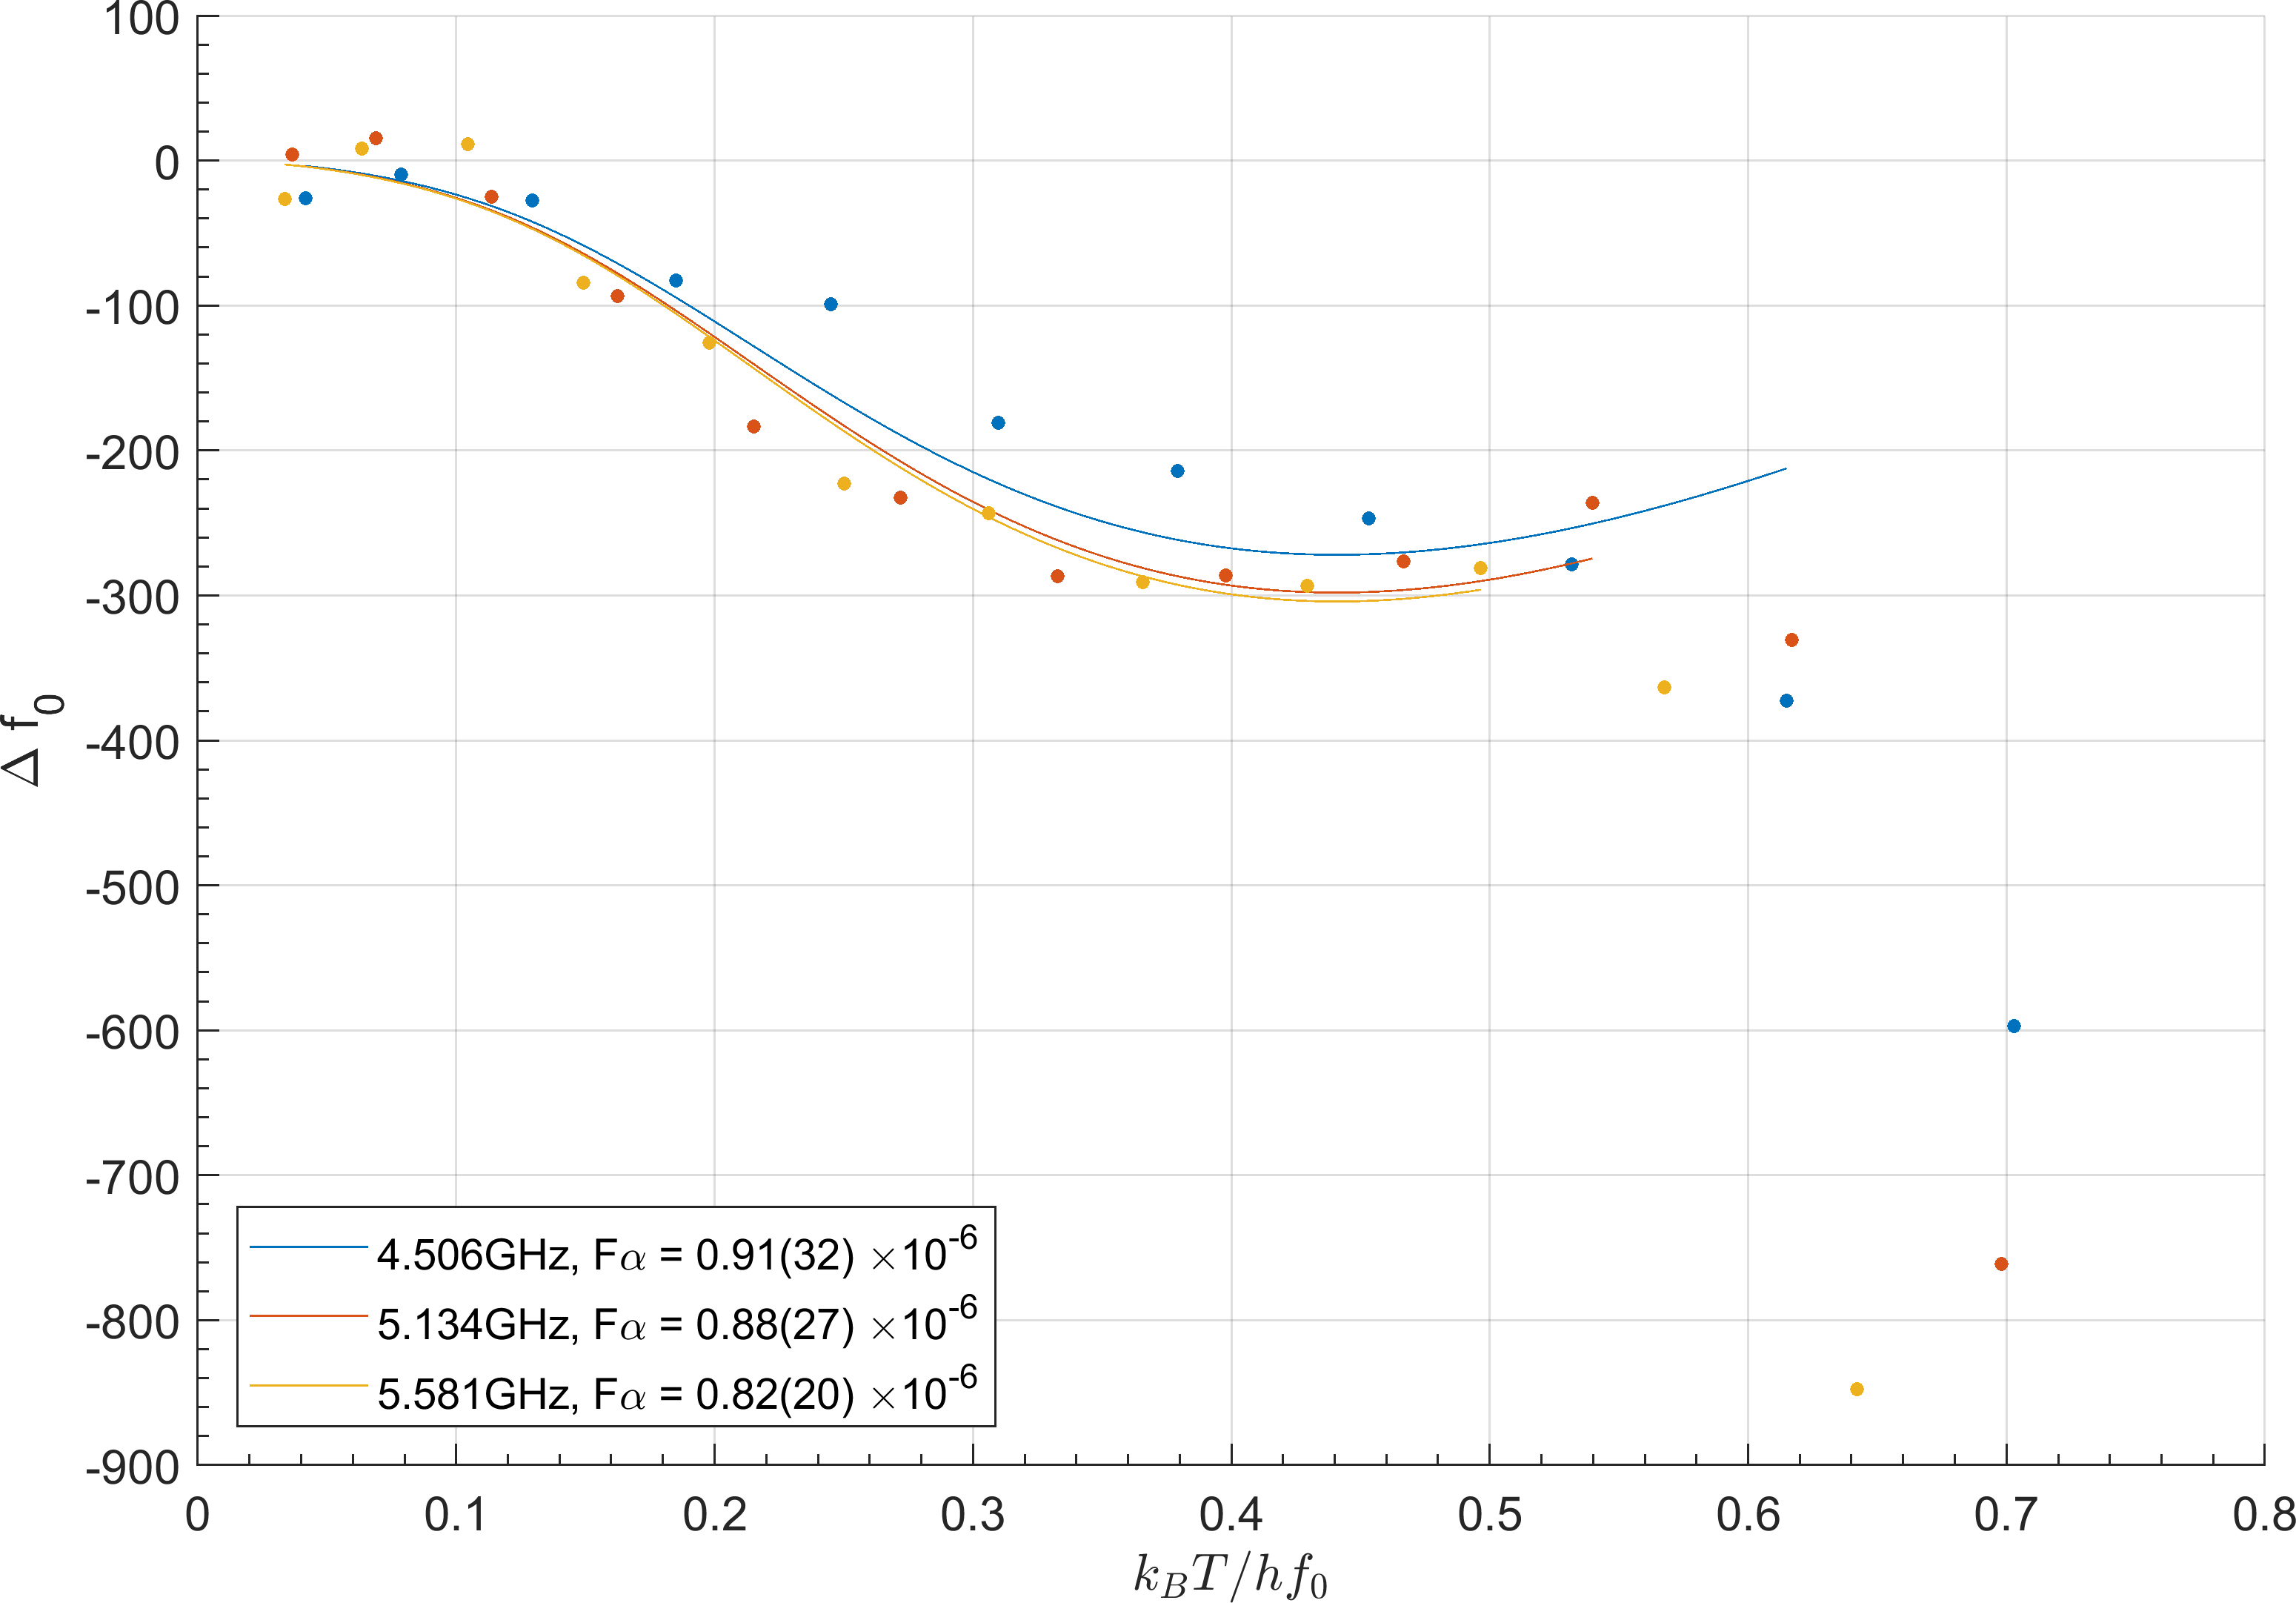 100
0
-100
-200
-300
-400
-500
-600
-700
-800
-900
Δ f₀
4.506GHz, Fα = 0.91(32) ×10⁻⁶
5.134GHz, Fα = 0.88(27) ×10⁻⁶
5.581GHz, Fα = 0.82(20) ×10⁻⁶
0 0.1 0.2 0.3 0.4 0.5 0.6 0.7 0.8
k_BT/hf₀